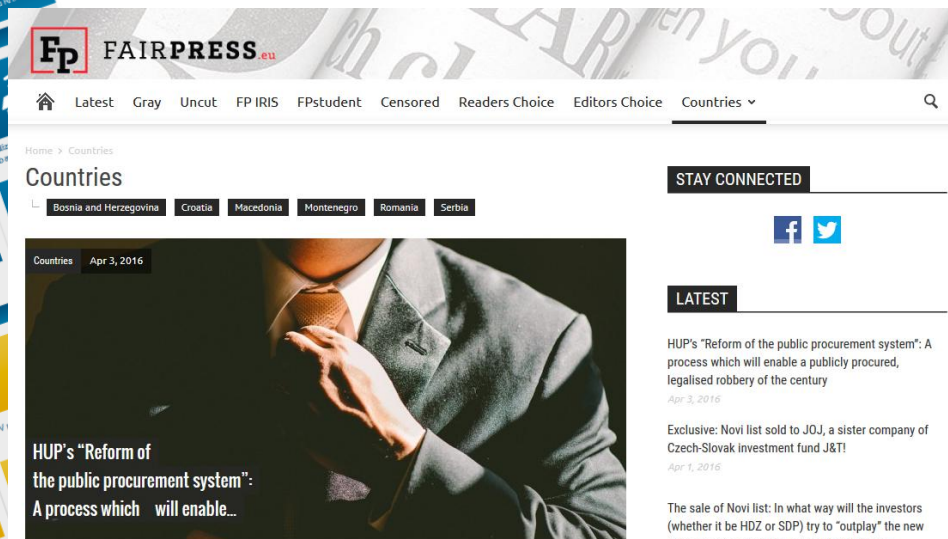 FP FAIRPRESS.eu
Latest Gray Uncut FP IRIS FPstudent Censored Readers Choice Editors Choice Countries
Home > Countries
Countries
Bosnia and Herzegovina Croatia Macedonia Montenegro Romania Serbia
Countries Apr 3, 2016
HUP's “Reform of
the public procurement system”:
A process which will enable...
STAY CONNECTED
f
LATEST
HUP's “Reform of the public procurement system”: A
process which will enable a publicly procured,
legalised robbery of the century
Apr 3, 2016
Exclusive: Novi list sold to JOJ, a sister company of
Czech-Slovak investment fund J&T!
Apr 1, 2016
The sale of Novi list: In what way will the investors
(whether it be HDZ or SDP) try to “outplay” the new